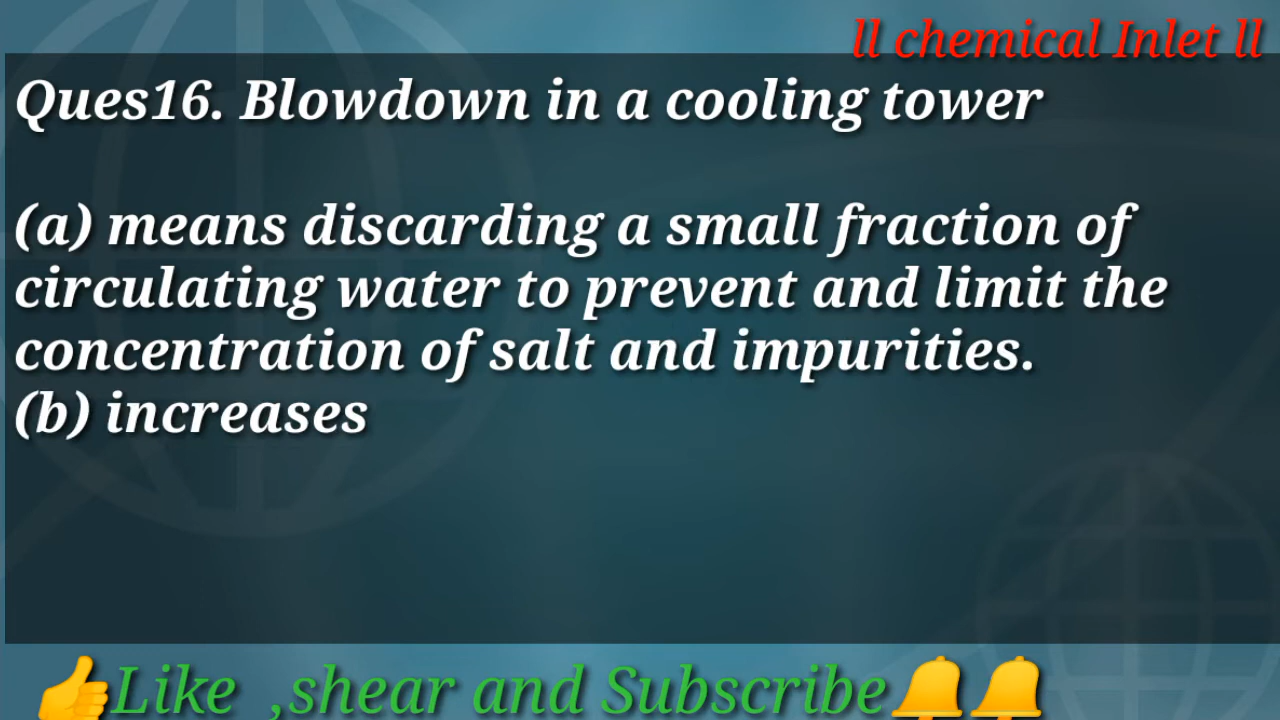 ll chemical Inlet ll
Ques16. Blowdown in a cooling tower
(a) means discarding a small fraction of
circulating water to prevent and limit the
concentration of salt and impurities.
(b) increases
👍Like ,shear and Subscribe🔔🔔